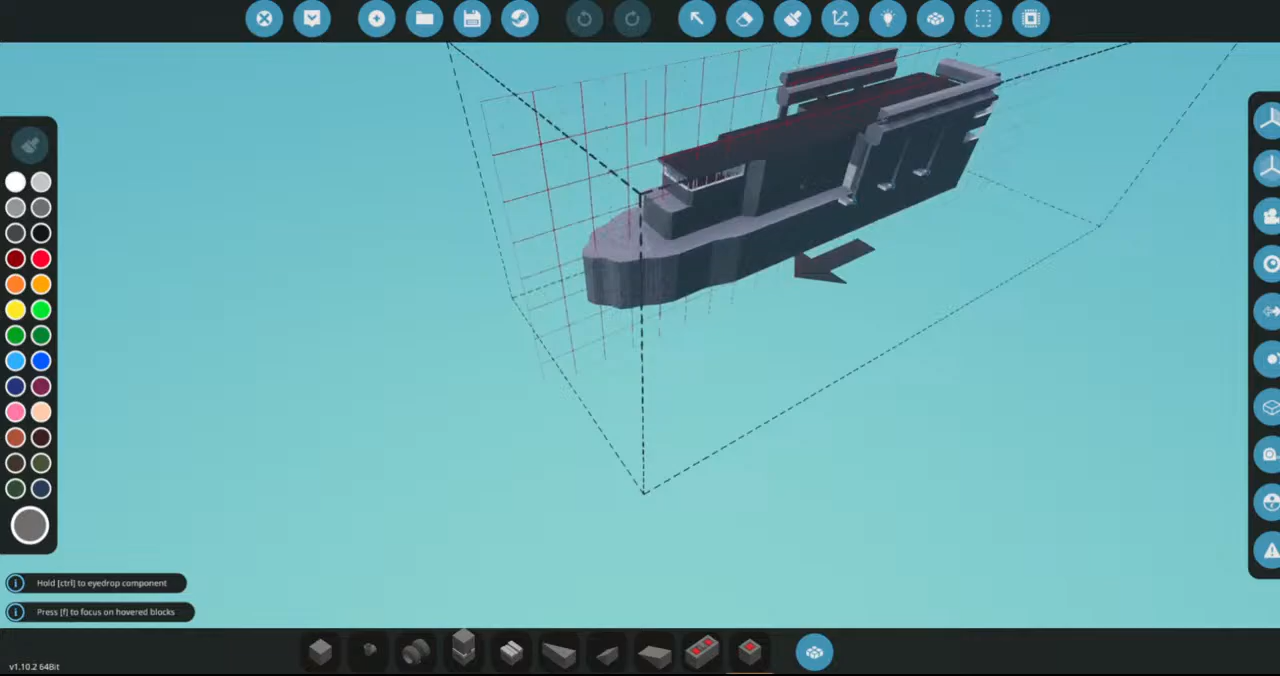 Hold [ctrl] to eyedrop component
Press [f] to focus on hovered blocks
v1.10.2 64Bit